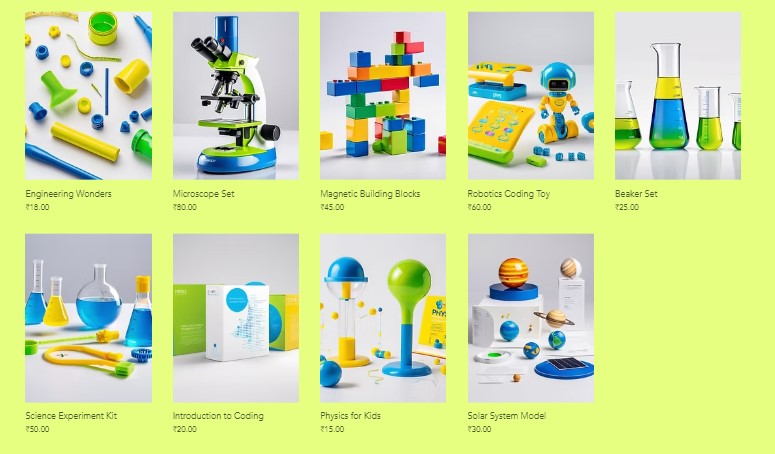 Engineering Wonders
₹18.00
Microscope Set
₹80.00
Magnetic Building Blocks
₹45.00
Robotics Coding Toy
₹60.00
Beaker Set
₹25.00
Science Experiment Kit
₹50.00
Introduction to Coding
₹20.00
Physics for Kids
₹15.00
Solar System Model
₹30.00